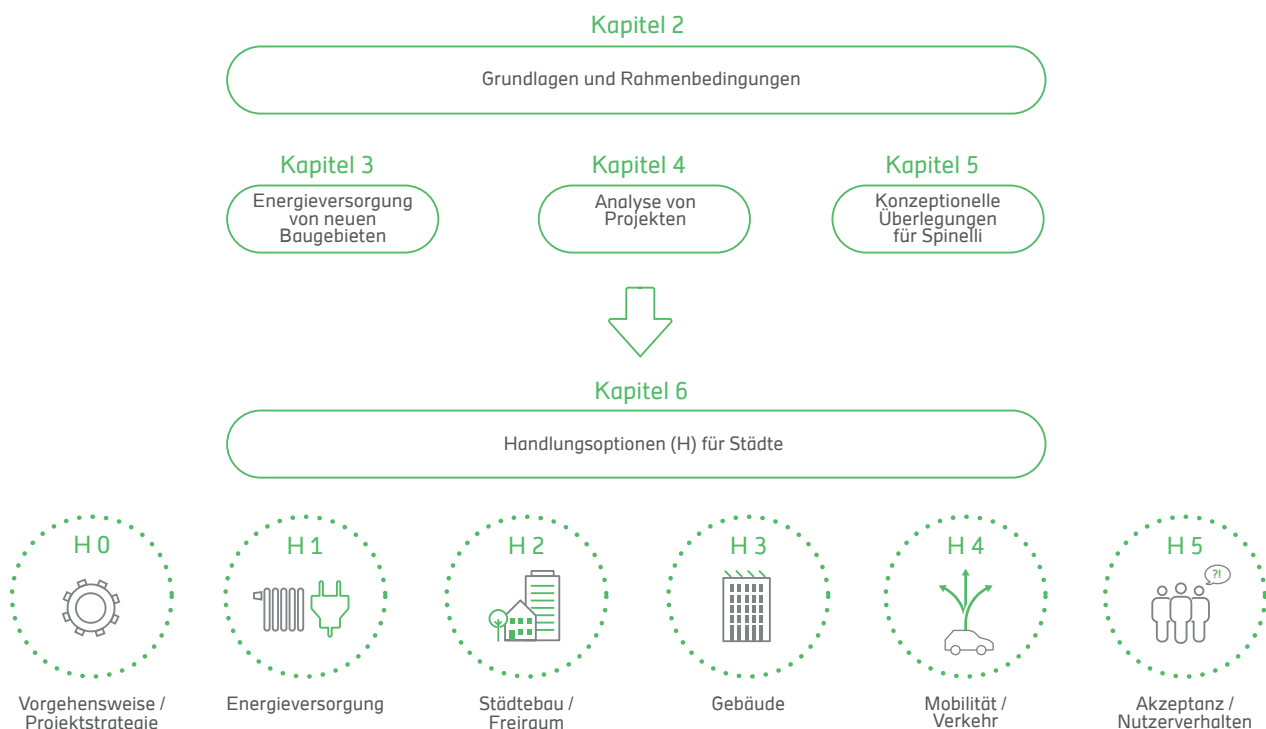 Kapitel 2
Grundlagen und Rahmenbedingungen
Kapitel 3
Energieversorgung
von neuen
Baugebieten
Kapitel 4
Analyse von
Projekten
Kapitel 5
Konzeptionelle
Überlegungen
für Spinelli
Kapitel 6
Handlungsoptionen (H) für Städte
H 0
Vorgehensweise /
Projektstrategie
H 1
Energieversorgung
H 2
Städtebau /
Freiraum
H 3
Gebäude
H 4
Mobilität /
Verkehr
H 5
?!
Akzeptanz /
Nutzerverhalten